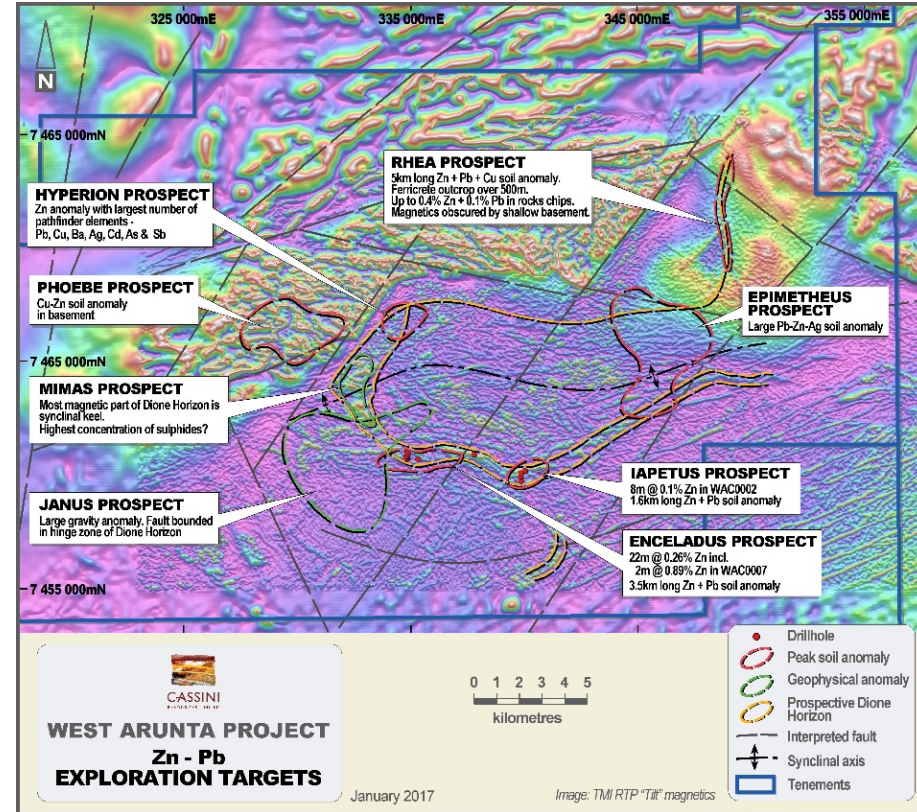 325 000mE
335 000mE
345 000mE
355 000mE
N
7 465 000mN
RHEA PROSPECT
5km long Zn + Pb + Cu soil anomaly.
Ferricrete outcrop over 500m.
Up to 0.4% Zn + 0.1% Pb in rocks chips.
Magnetics obscured by shallow basement.
HYPERION PROSPECT
Zn anomaly with largest number of
pathfinder elements -
Pb, Cu, Ba, Ag, Cd, As & Sb
PHOEBE PROSPECT
Cu-Zn soil anomaly
in basement
EPIMETHEUS
PROSPECT
Large Pb-Zn-Ag soil anomaly
7 465 000mN
MIMAS PROSPECT
Most magnetic part of Dione Horizon is
synclinal keel.
Highest concentration of sulphides?
JANUS PROSPECT
Large gravity anomaly. Fault bounded
in hinge zone of Dione Horizon
IAPETUS PROSPECT
8m @ 0.1% Zn in WAC0002
1.6km long Zn + Pb soil anomaly
ENCELADUS PROSPECT
22m @ 0.26% Zn incl.
2m @ 0.89% Zn in WAC0007
3.5km long Zn + Pb soil anomaly
7 455 000mN
CASSINI
RESOURCES LIMITED
WEST ARUNTA PROJECT
Zn - Pb
EXPLORATION TARGETS
0 1 2 3 4 5
kilometres
January 2017
Image: TMI RTP "Tilt" magnetics
Drillhole
Peak soil anomaly
Geophysical anomaly
Prospective Dione
Horizon
Interpreted fault
Synclinal axis
Tenements